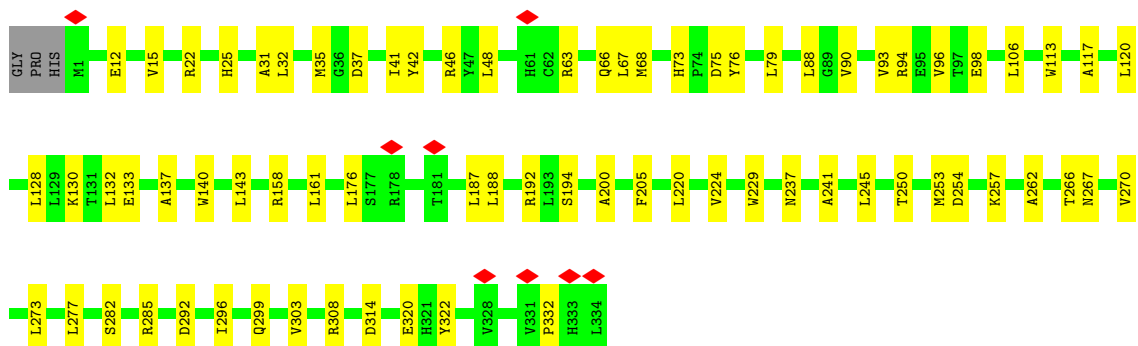 GLY PRO HIS M1 E12 V15 R22 H25 A31 L32 M35 G36 D37 I41 Y42 R46 Y47 L48 H61 C62 R63 Q66 L67 M68 H73 P74 D75 Y76 L79 L88 G89 V90 V93 R94 E95 V96 T97 E98 L106 W113 A117 L120
L128 L129 K130 T131 L132 E133 A137 W140 L143 R158 L161 L176 S177 R178 T181 L187 L188 R192 L193 S194 A200 F205 L220 V224 W229 N237 A241 L245 T250 M253 D254 K257 A262 T266 N267 V270
L273 L277 S282 R285 D292 I296 Q299 V303 R308 D314 E320 H321 Y322 V328 V331 P332 H333 L334